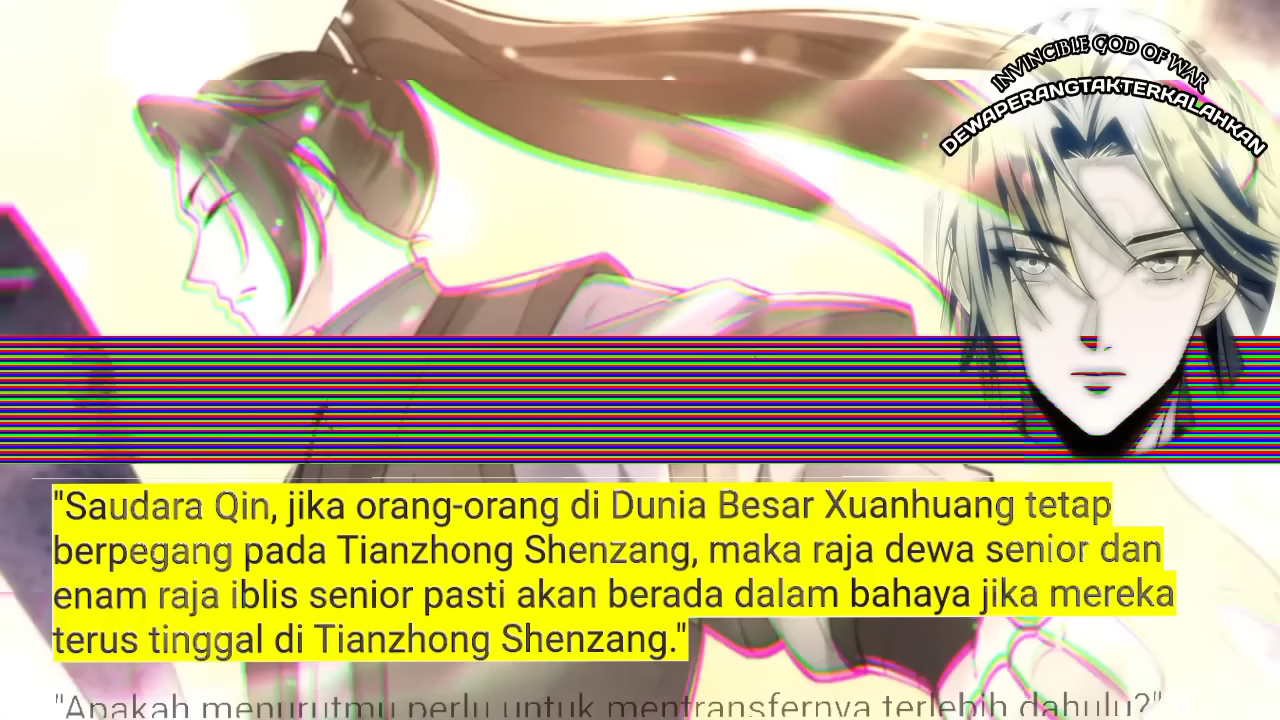 INVINCIBLE GOD OF WAR
DEWAPERANGTAKTERKALAHKAN
"Saudara Qin, jika orang-orang di Dunia Besar Xuanhuang tetap
berpegang pada Tianzhong Shenzang, maka raja dewa senior dan
enam raja iblis senior pasti akan berada dalam bahaya jika mereka
terus tinggal di Tianzhong Shenzang."
"Apakah menurutmu perlu untuk mentransfernya terlebih dahulu?"